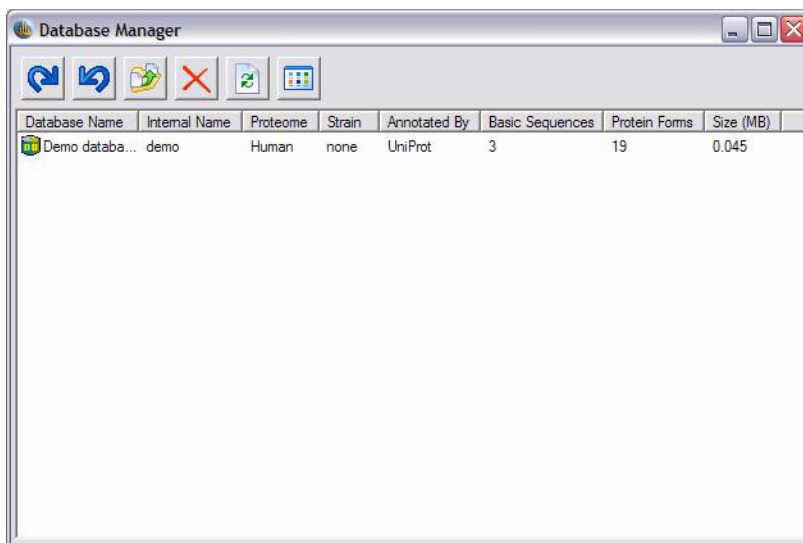 Database Manager
Database Name Internal Name Proteome Strain Annotated By Basic Sequences Protein Forms Size (MB)
Demo databa... demo Human none UniProt 3 19 0.045